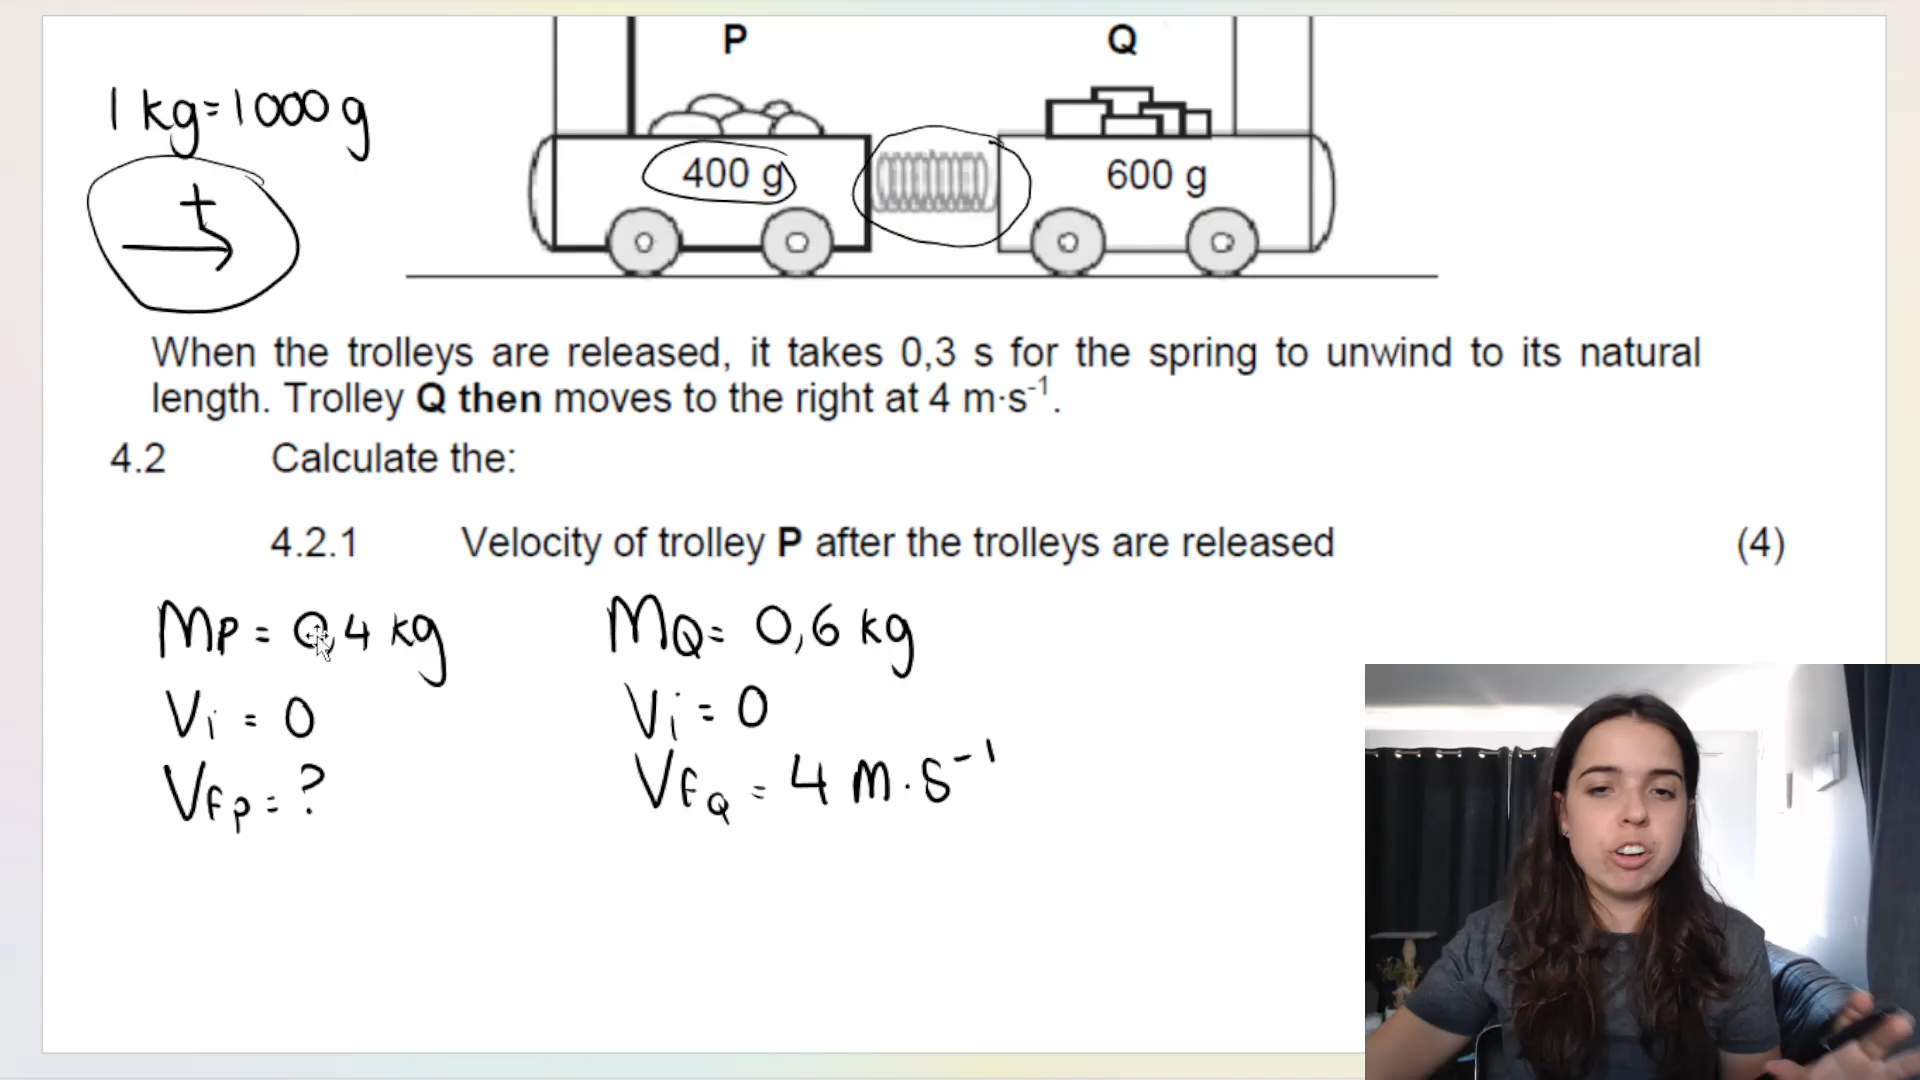 P Q
1 kg = 1000 g
+
400 g 600 g
When the trolleys are released, it takes 0,3 s for the spring to unwind to its natural
length. Trolley Q then moves to the right at 4 m·s⁻¹.
4.2 Calculate the:
4.2.1 Velocity of trolley P after the trolleys are released (4)
MP = 0,4 kg MQ = 0,6 kg
Vi = 0 Vi = 0
VfP = ? VfQ = 4 m·s⁻¹